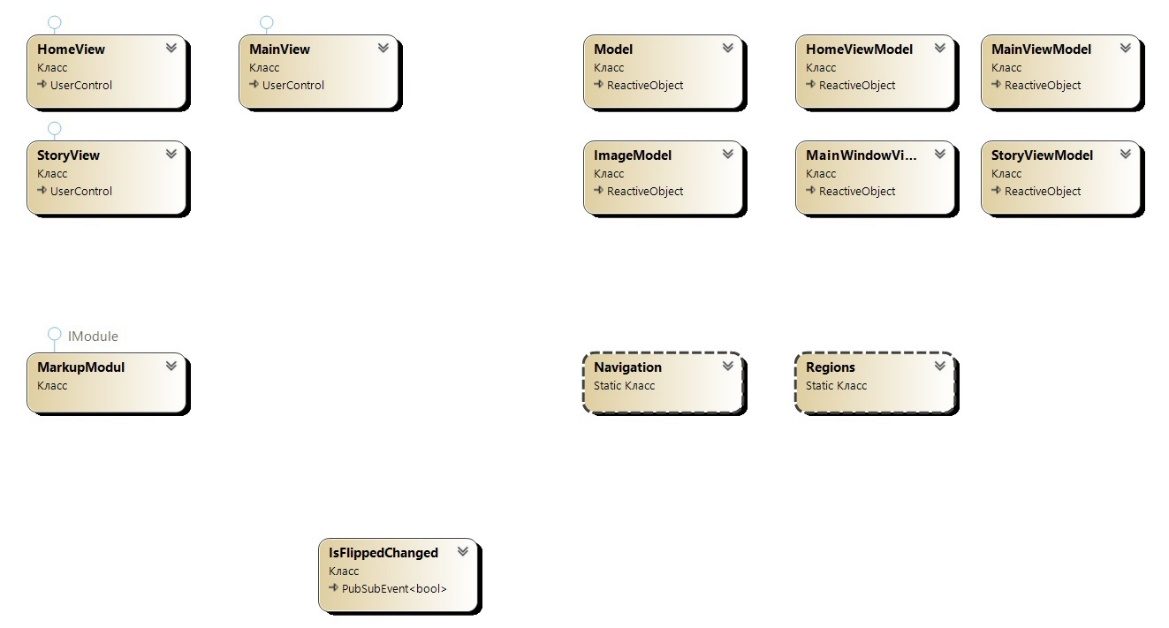 HomeView
Класс
UserControl
MainView
Класс
UserControl
Model
Класс
ReactiveObject
HomeViewModel
Класс
ReactiveObject
MainViewModel
Класс
ReactiveObject
StoryView
Класс
UserControl
ImageModel
Класс
ReactiveObject
MainWindowVi...
Класс
ReactiveObject
StoryViewModel
Класс
ReactiveObject
IModule
MarkupModul
Класс
Navigation
Static Класс
Regions
Static Класс
IsFlippedChanged
Класс
PubSubEvent<bool>